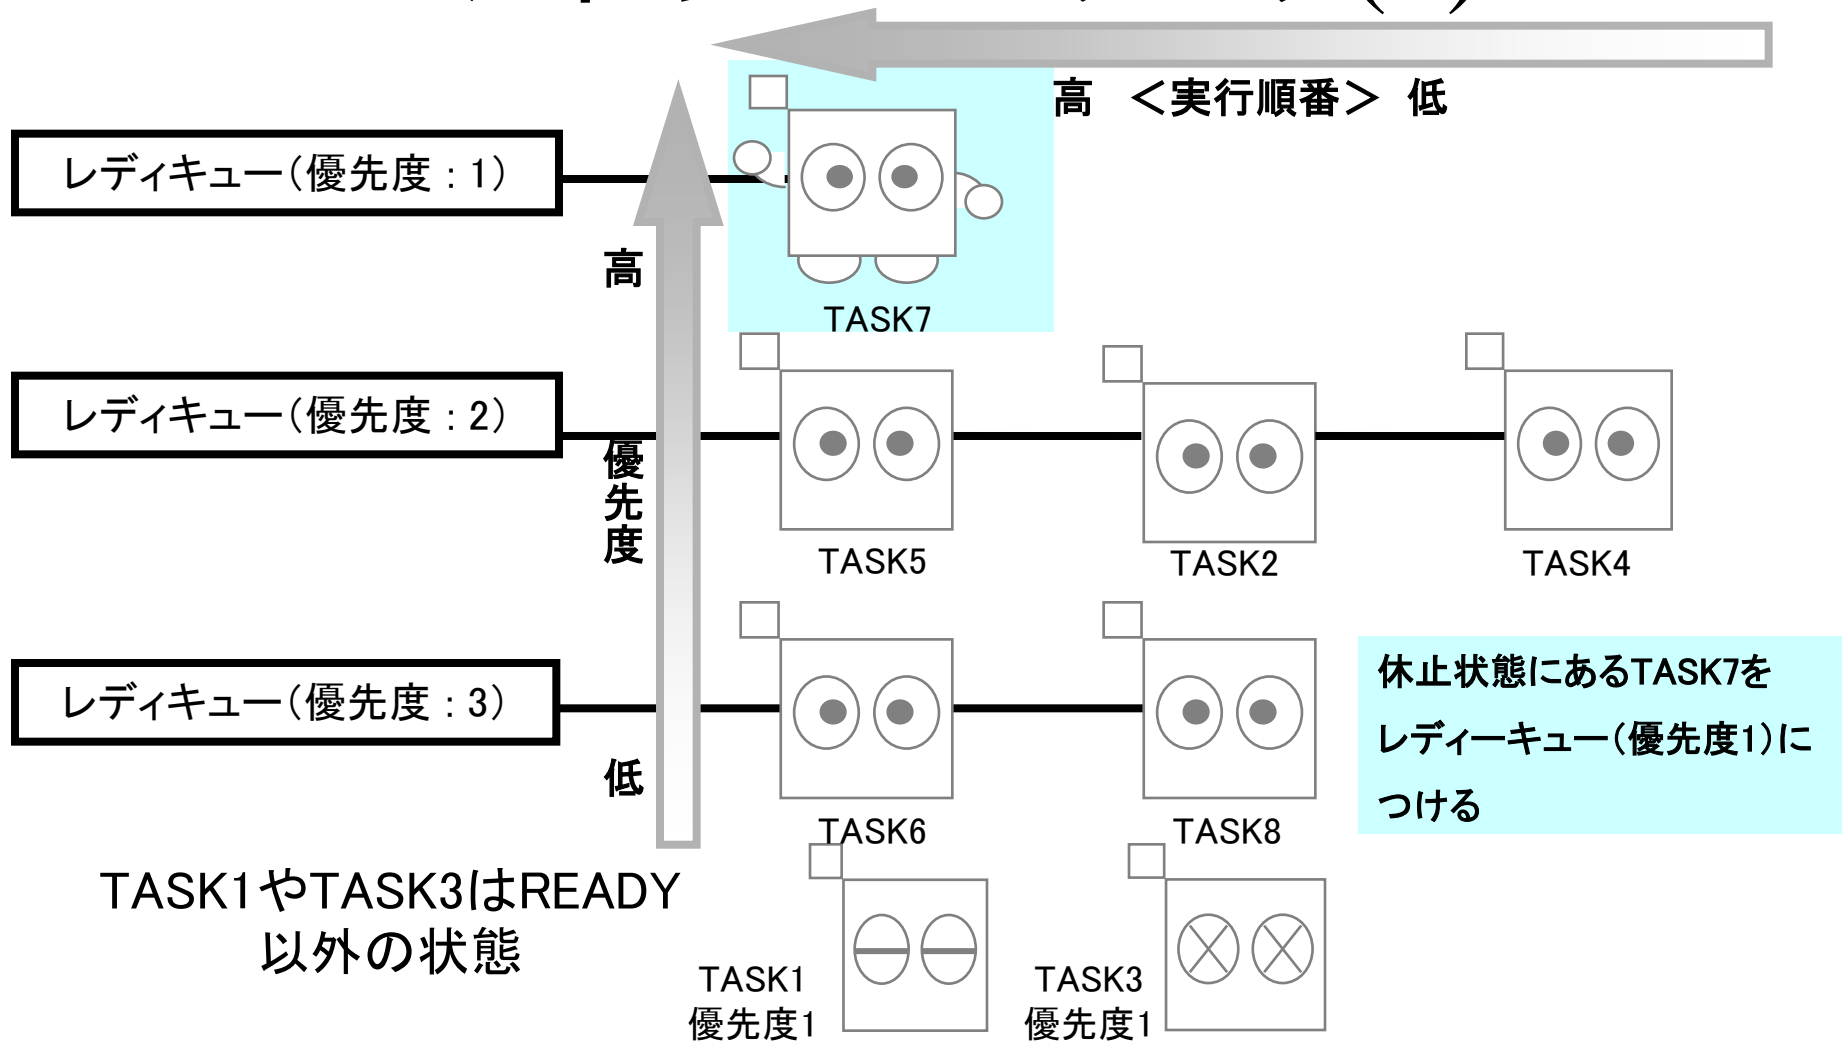 高 ＜実行順番＞ 低
レディキュー（優先度：1）
高
TASK7
レディキュー（優先度：2）
優先度
TASK5
TASK2
TASK4
レディキュー（優先度：3）
低
TASK6
TASK8
休止状態にあるTASK7を
レディーキュー（優先度1）に
つける
TASK1やTASK3はREADY
以外の状態
TASK1
優先度1
TASK3
優先度1